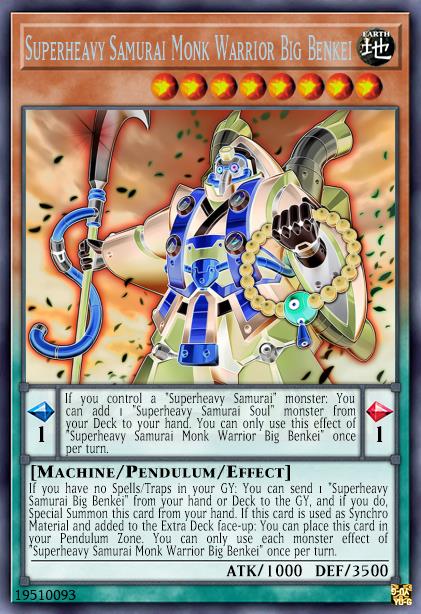 Superheavy Samurai Monk Warrior Big Benkei
EARTH
地
If you control a "Superheavy Samurai" monster: You
can add 1 "Superheavy Samurai Soul" monster from
your Deck to your hand. You can only use this effect of
"Superheavy Samurai Monk Warrior Big Benkei" once
per turn.
1
1
[Machine/Pendulum/Effect]
If you have no Spells/Traps in your GY: You can send 1 "Superheavy
Samurai Big Benkei" from your hand or Deck to the GY, and if you do,
Special Summon this card from your hand. If this card is used as Synchro
Material and added to the Extra Deck face-up: You can place this card in
your Pendulum Zone. You can only use each monster effect of
"Superheavy Samurai Monk Warrior Big Benkei" once per turn.
ATK/1000 DEF/3500
19510093